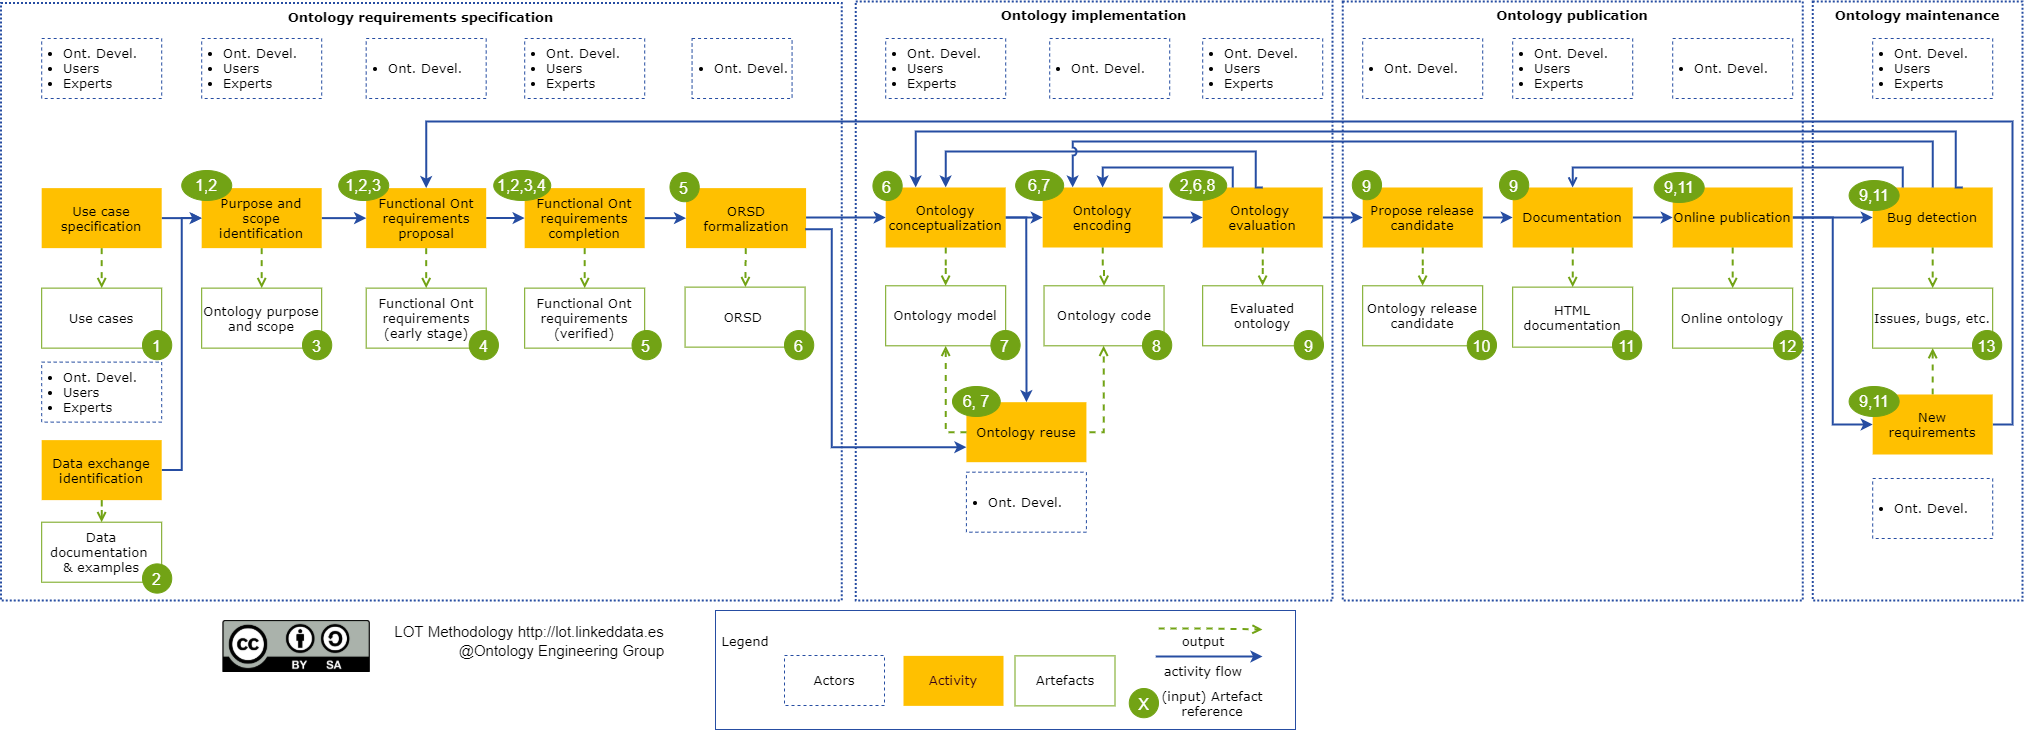 Ontology requirements specification
Ont. Devel.
Users
Experts
Ont. Devel.
Users
Experts
Ont. Devel.
Ont. Devel.
Users
Experts
Ont. Devel.
Use case
specification
1,2
Purpose and
scope
identification
1,2,3
Functional Ont
requirements
proposal
1,2,3,4
Functional Ont
requirements
completion
5
ORSD
formalization
Use cases
1
Ontology purpose
and scope
3
Functional Ont
requirements
(early stage)
4
Functional Ont
requirements
(verified)
5
ORSD
6
Ont. Devel.
Users
Experts
Data exchange
identification
Data
documentation
& examples
2
Ontology implementation
Ont. Devel.
Users
Experts
Ont. Devel.
Ont. Devel.
Users
Experts
6
Ontology
conceptualization
6,7
Ontology
encoding
2,6,8
Ontology
evaluation
Ontology model
7
Ontology code
8
Evaluated
ontology
9
6, 7
Ontology reuse
Ont. Devel.
Ontology publication
Ont. Devel.
Ont. Devel.
Users
Experts
Ont. Devel.
9
Propose release
candidate
9
Documentation
9,11
Online publication
Ontology release
candidate
10
HTML
documentation
11
Online ontology
12
Ontology maintenance
Ont. Devel.
Users
Experts
9,11
Bug detection
Issues, bugs, etc.
13
9,11
New
requirements
Ont. Devel.
cc
BY SA
LOT Methodology http://lot.linkeddata.es
@Ontology Engineering Group
Legend
Actors
Activity
Artefacts
output
activity flow
X
(input) Artefact
reference